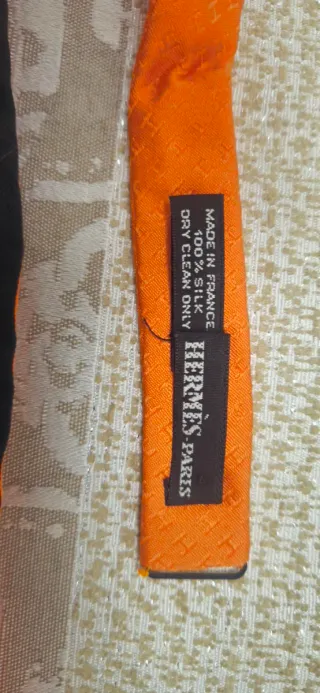 MADE IN FRANCE
100% SILK
DRY CLEAN ONLY
HERMÈS-PARIS